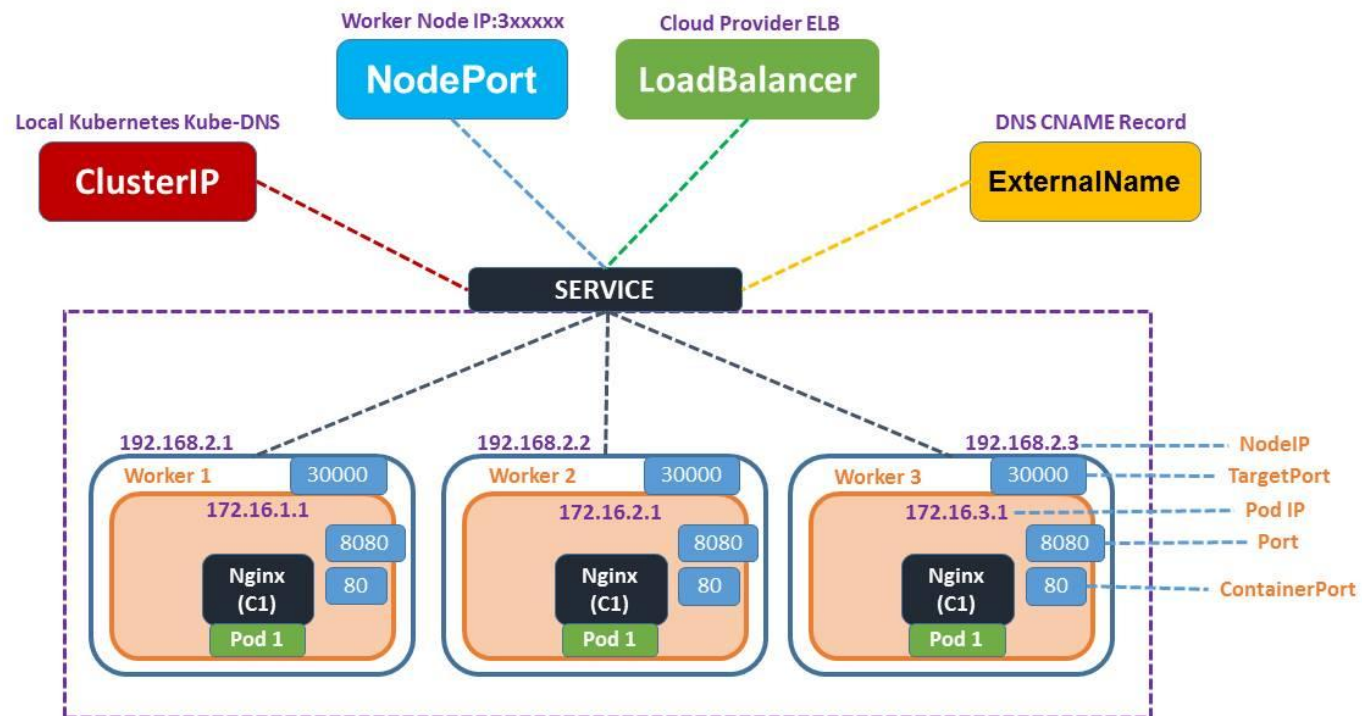 Worker Node IP:3xxxxx
Cloud Provider ELB
NodePort
LoadBalancer
Local Kubernetes Kube-DNS
DNS CNAME Record
ClusterIP
ExternalName
SERVICE
192.168.2.1
192.168.2.2
192.168.2.3
NodeIP
Worker 1
30000
Worker 2
30000
Worker 3
30000
TargetPort
172.16.1.1
172.16.2.1
172.16.3.1
Pod IP
8080
8080
8080
Port
Nginx
(C1)
80
Nginx
(C1)
80
Nginx
(C1)
80
ContainerPort
Pod 1
Pod 1
Pod 1